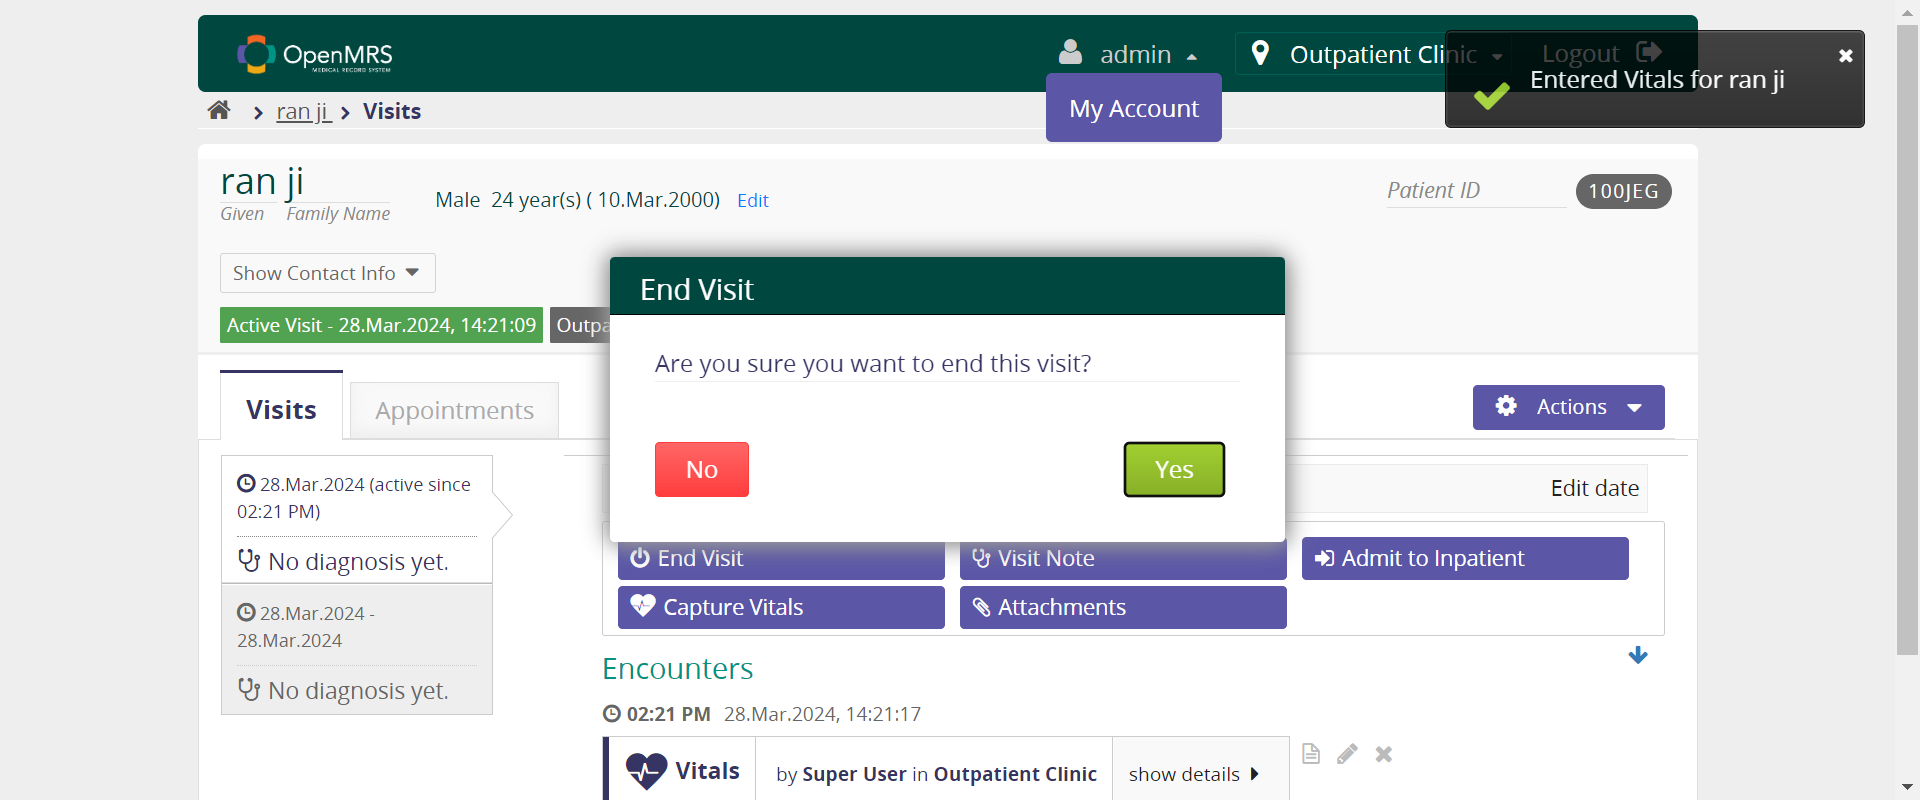 OpenMRS
MEDICAL RECORD SYSTEM
admin
Outpatient Clinic
Logout
My Account
Entered Vitals for ran ji
ran ji
Visits
ran ji
Given
Family Name
Male 24 year(s) ( 10.Mar.2000)
Edit
Patient ID
100JEG
Show Contact Info
Active Visit - 28.Mar.2024, 14:21:09
Outpa
End Visit
Are you sure you want to end this visit?
No
Yes
Visits
Appointments
Actions
28.Mar.2024 (active since
02:21 PM)
No diagnosis yet.
28.Mar.2024 -
28.Mar.2024
No diagnosis yet.
Edit date
End Visit
Visit Note
Admit to Inpatient
Capture Vitals
Attachments
Encounters
02:21 PM 28.Mar.2024, 14:21:17
Vitals
by Super User in Outpatient Clinic
show details